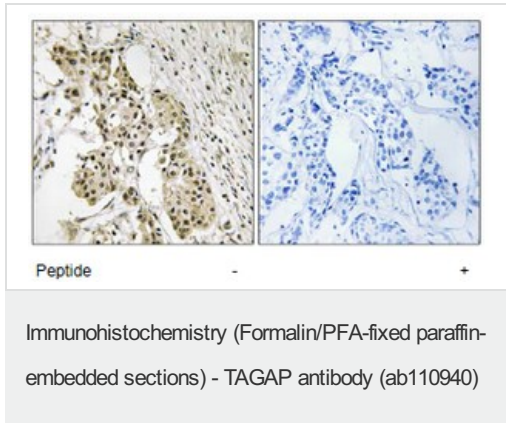 Peptide - +
Immunohistochemistry (Formalin/PFA-fixed paraffin-
embedded sections) - TAGAP antibody (ab110940)